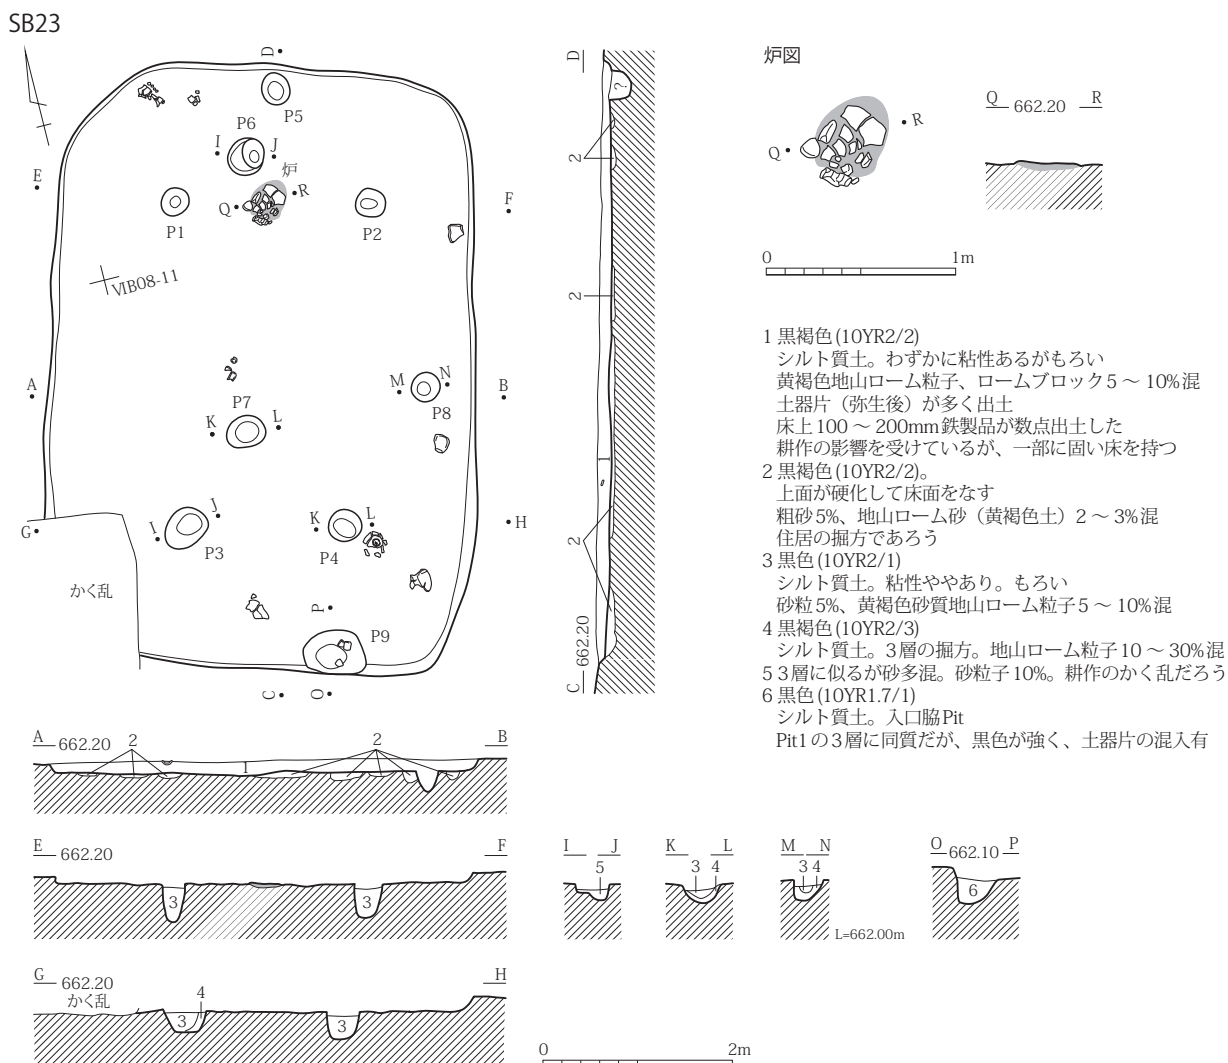 SB23
D
P5
P6
I
J
炉
E
R
Q
F
P1
P2
VIB08-11
A
M
N
B
P7
P8
K
L
G
I
J
K
L
H
P3
P4
かく乱
P
P9
C
O
D
?
2
2
1
2
C 662.20
炉図
Q
R
Q 662.20 R
0 1m
1 黒褐色(10YR2/2)
シルト質土。わずかに粘性あるがもろい
黄褐色地山ローム粒子、ロームブロック5～10%混
土器片（弥生後）が多く出土
床上100～200mm鉄製品が数点出土した
耕作の影響を受けているが、一部に固い床を持つ
2 黒褐色(10YR2/2)。
上面が硬化して床面をなす
粗砂5%、地山ローム砂（黄褐色土）2～3%混
住居の掘方であろう
3 黒色(10YR2/1)
シルト質土。粘性ややあり。もろい
砂粒5%、黄褐色砂質地山ローム粒子5～10%混
4 黒褐色(10YR2/3)
シルト質土。3層の掘方。地山ローム粒子10～30%混
5 3層に似るが砂多混。砂粒子10%。耕作のかく乱だろう
6 黒色(10YR1.7/1)
シルト質土。入口脇Pit
Pit1の3層に同質だが、黒色が強く、土器片の混入有
A 662.20 2 2 B
1
E 662.20 F
3 3
I J
5
K L
3 4
M N
3 4
L=662.00m
O 662.10 P
6
G 662.20 H
かく乱 4
3 3
0 2m